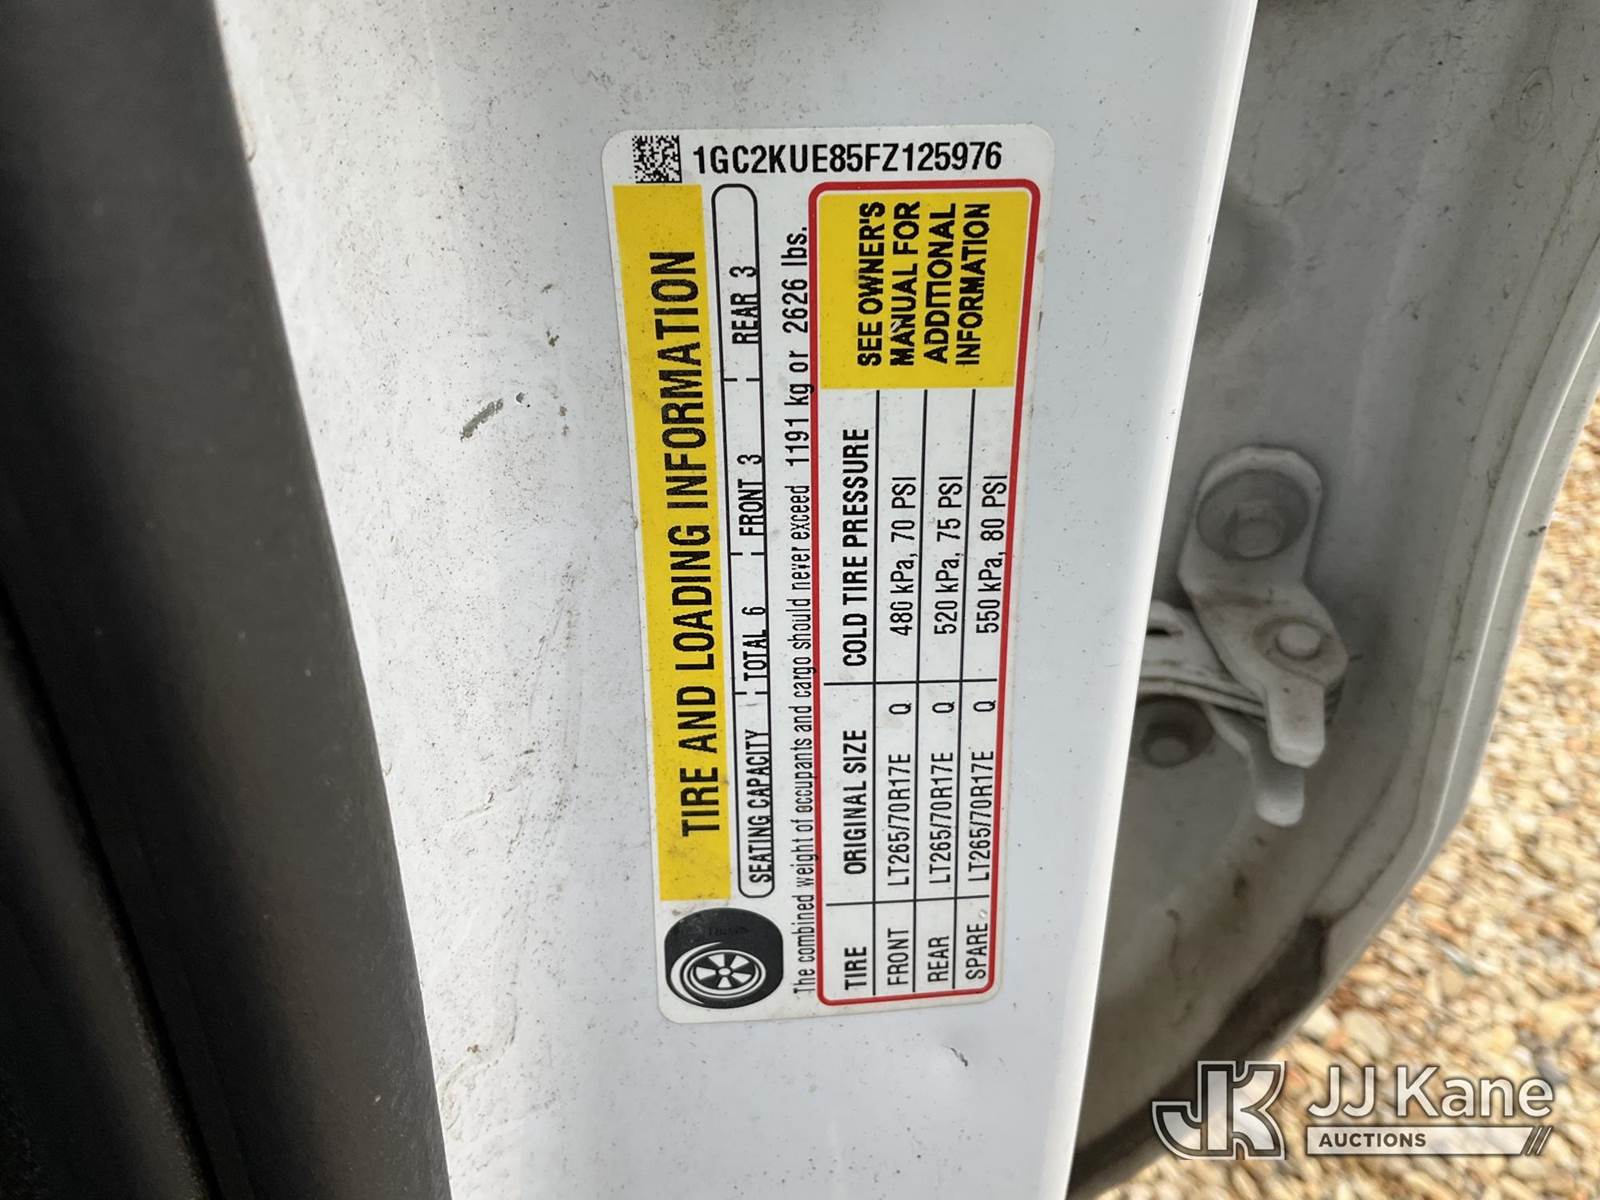 1GC2KUE85FZ125976
TIRE AND LOADING INFORMATION
SEATING CAPACITY TOTAL 6 FRONT 3 REAR 3
The combined weight of occupants and cargo should never exceed 1191 kg or 2626 lbs.
TIRE ORIGINAL SIZE COLD TIRE PRESSURE
FRONT LT265/70R17E Q 480 kPa, 70 PSI
REAR LT265/70R17E Q 520 kPa, 75 PSI
SPARE LT265/70R17E Q 550 kPa, 80 PSI
SEE OWNER'S
MANUAL FOR
ADDITIONAL
INFORMATION
JK JJ Kane
AUCTIONS